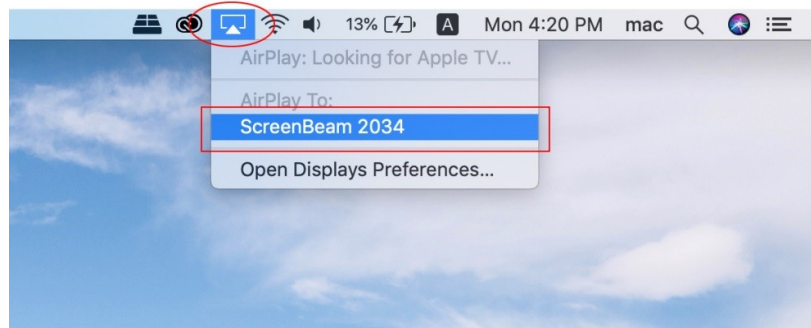 13% A Mon 4:20 PM mac
AirPlay: Looking for Apple TV...
AirPlay To:
ScreenBeam 2034
Open Displays Preferences...